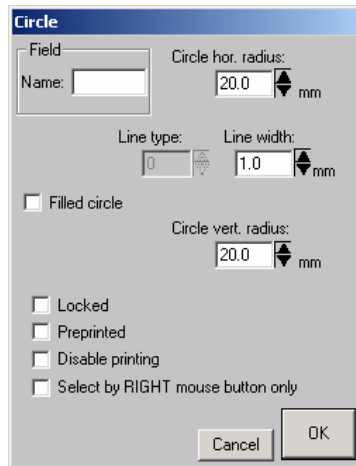 Circle
Field
Name:
Circle hor. radius:
20.0 mm
Line type: Line width:
0 1.0 mm
Filled circle
Circle vert. radius:
20.0 mm
Locked
Preprinted
Disable printing
Select by RIGHT mouse button only
Cancel OK